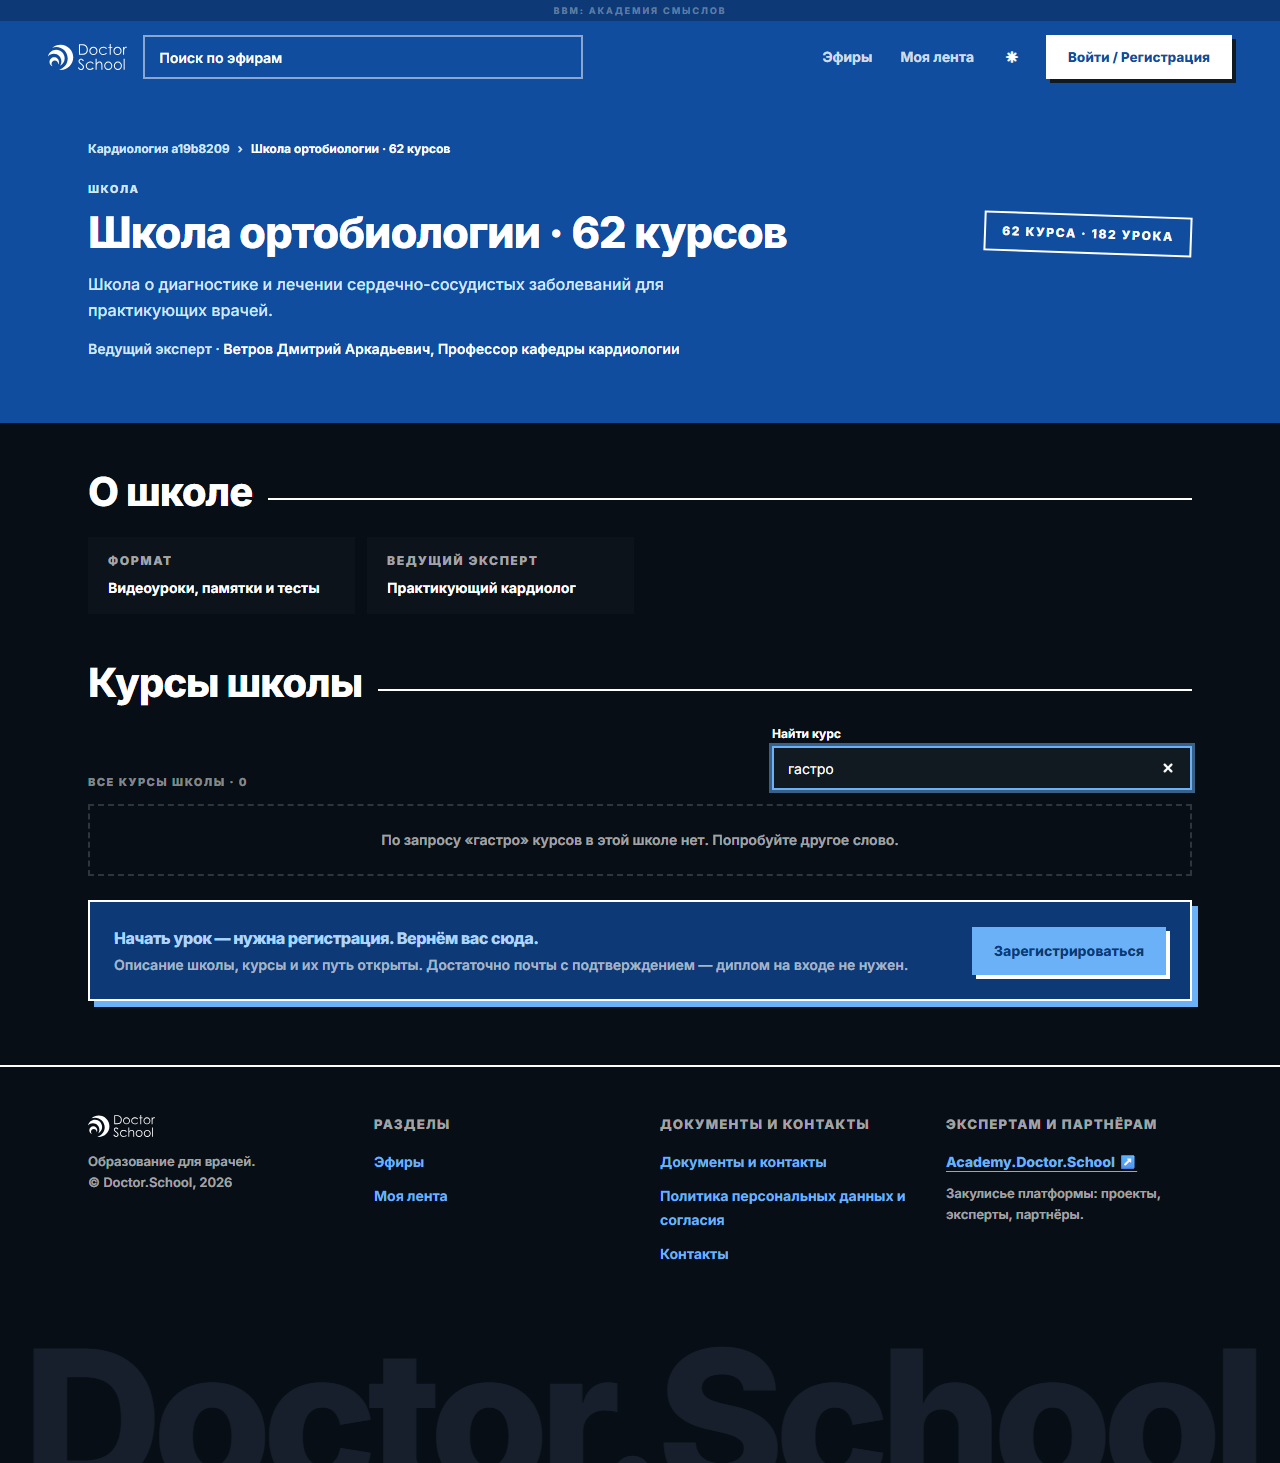 ВВМ: АКАДЕМИЯ СМЫСЛОВ
Doctor School
Поиск по эфирам
Эфиры
Моя лента
Войти / Регистрация
Кардиология a19b8209 › Школа ортобиологии · 62 курсов
ШКОЛА
Школа ортобиологии · 62 курсов
62 КУРСА · 182 УРОКА
Школа о диагностике и лечении сердечно-сосудистых заболеваний для
практикующих врачей.
Ведущий эксперт · Ветров Дмитрий Аркадьевич, Профессор кафедры кардиологии
О школе
ФОРМАТ
Видеоуроки, памятки и тесты
ВЕДУЩИЙ ЭКСПЕРТ
Практикующий кардиолог
Курсы школы
Найти курс
гастро
ВСЕ КУРСЫ ШКОЛЫ · 0
По запросу «гастро» курсов в этой школе нет. Попробуйте другое слово.
Начать урок — нужна регистрация. Вернём вас сюда.
Описание школы, курсы и их путь открыты. Достаточно почты с подтверждением — диплом на входе не нужен.
Зарегистрироваться
Doctor School
Образование для врачей.
© Doctor.School, 2026
РАЗДЕЛЫ
Эфиры
Моя лента
ДОКУМЕНТЫ И КОНТАКТЫ
Документы и контакты
Политика персональных данных и
согласия
Контакты
ЭКСПЕРТАМ И ПАРТНЁРАМ
Academy.Doctor.School ↗
Закулисье платформы: проекты,
эксперты, партнёры.
Doctor.School